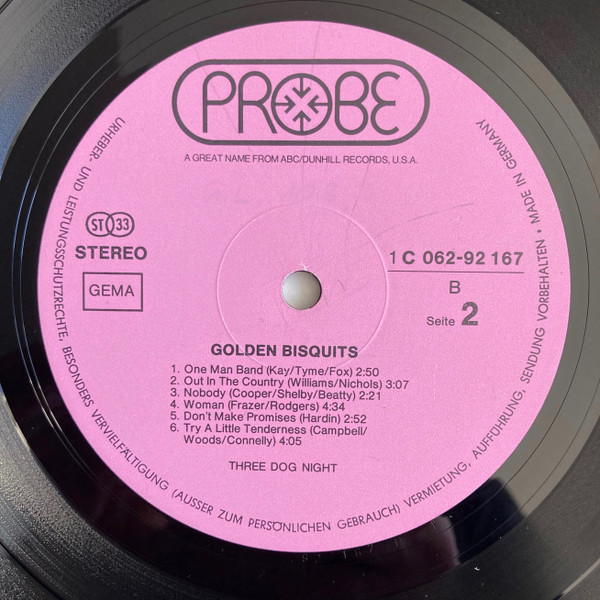 PROBE
A GREAT NAME FROM ABC/DUNHILL RECORDS, U.S.A.
ST 33
STEREO
GEMA
1 C 062-92 167
B
Seite 2
GOLDEN BISQUITS
1. One Man Band (Kay/Tyme/Fox) 2:50
2. Out In The Country (Williams/Nichols) 3:07
3. Nobody (Cooper/Shelby/Beatty) 2:21
4. Woman (Frazer/Rodgers) 4:34
5. Don't Make Promises (Hardin) 2:52
6. Try A Little Tenderness (Campbell/
Woods/Connelly) 4:05
THREE DOG NIGHT
URHEBER- UND LEISTUNGSSCHUTZRECHTE, BESONDERS VERVIELFÄLTIGUNG (AUSSER ZUM PERSÖNLICHEN GEBRAUCH) VERMIETUNG, AUFFÜHRUNG, SENDUNG VORBEHALTEN • MADE IN GERMANY